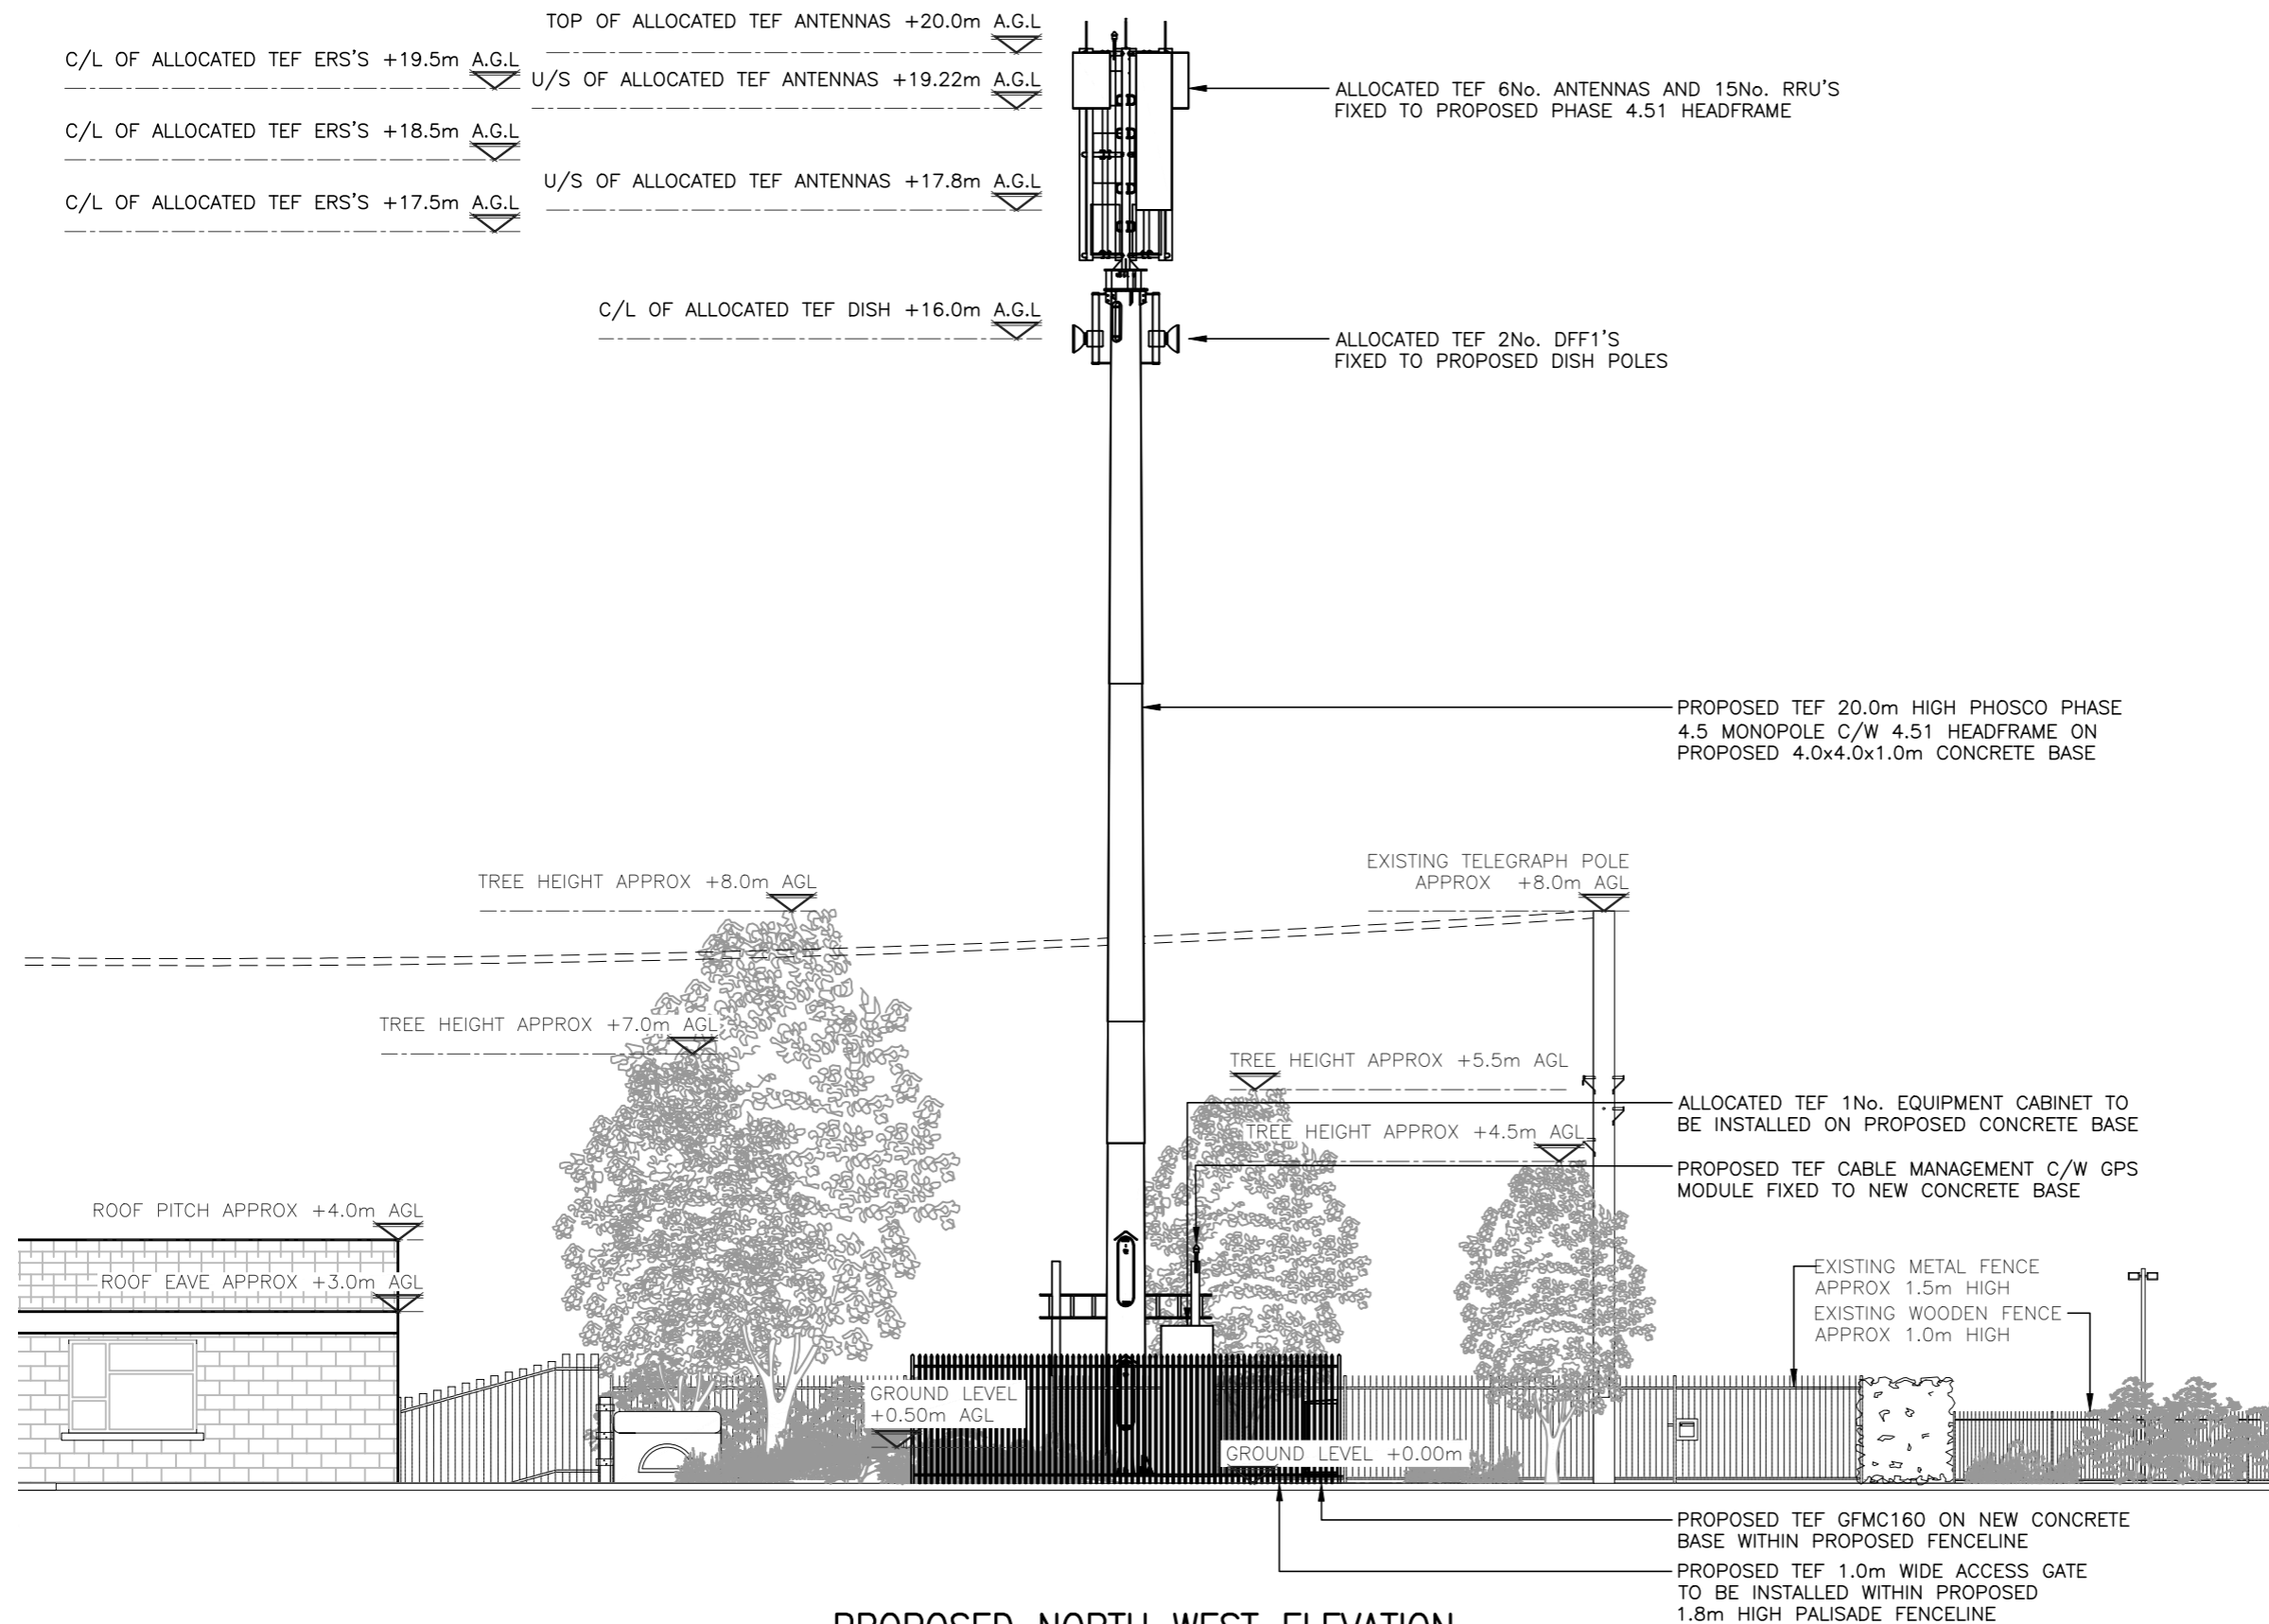 TOP OF ALLOCATED TEF ANTENNAS +20.0m A.G.L
C/L OF ALLOCATED TEF ERS'S +19.5m A.G.L
U/S OF ALLOCATED TEF ANTENNAS +19.22m A.G.L
ALLOCATED TEF 6No. ANTENNAS AND 15No. RRU'S
FIXED TO PROPOSED PHASE 4.51 HEADFRAME
C/L OF ALLOCATED TEF ERS'S +18.5m A.G.L
U/S OF ALLOCATED TEF ANTENNAS +17.8m A.G.L
C/L OF ALLOCATED TEF ERS'S +17.5m A.G.L
C/L OF ALLOCATED TEF DISH +16.0m A.G.L
ALLOCATED TEF 2No. DFF1'S
FIXED TO PROPOSED DISH POLES
PROPOSED TEF 20.0m HIGH PHOSCO PHASE
4.5 MONOPOLE C/W 4.51 HEADFRAME ON
PROPOSED 4.0x4.0x1.0m CONCRETE BASE
TREE HEIGHT APPROX +8.0m AGL
EXISTING TELEGRAPH POLE
APPROX +8.0m AGL
TREE HEIGHT APPROX +7.0m AGL
TREE HEIGHT APPROX +5.5m AGL
ALLOCATED TEF 1No. EQUIPMENT CABINET TO
BE INSTALLED ON PROPOSED CONCRETE BASE
TREE HEIGHT APPROX +4.5m AGL
PROPOSED TEF CABLE MANAGEMENT C/W GPS
MODULE FIXED TO NEW CONCRETE BASE
ROOF PITCH APPROX +4.0m AGL
ROOF EAVE APPROX +3.0m AGL
EXISTING METAL FENCE
APPROX 1.5m HIGH
EXISTING WOODEN FENCE
APPROX 1.0m HIGH
GROUND LEVEL
+0.50m AGL
GROUND LEVEL +0.00m
PROPOSED TEF GFMC160 ON NEW CONCRETE
BASE WITHIN PROPOSED FENCELINE
PROPOSED TEF 1.0m WIDE ACCESS GATE
TO BE INSTALLED WITHIN PROPOSED
1.8m HIGH PALISADE FENCELINE
PROPOSED NORTH WEST ELEVATION